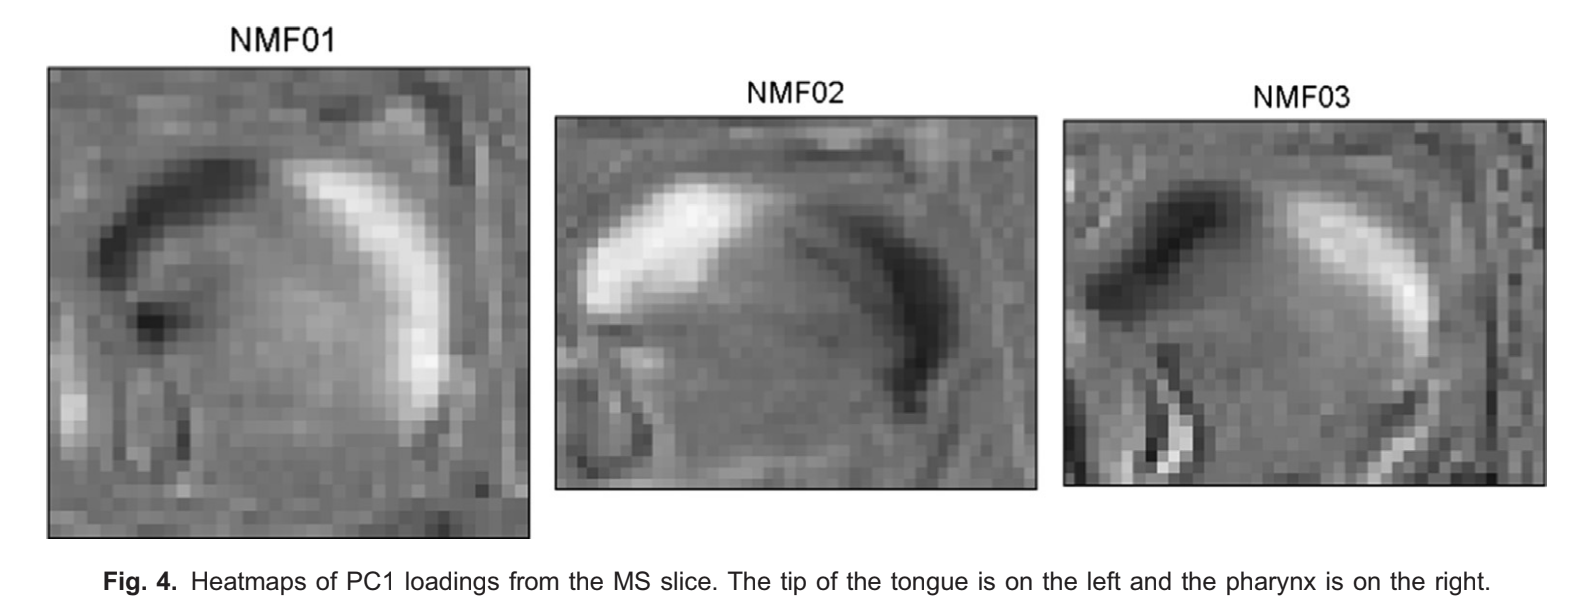 NMF01
NMF02
NMF03
Fig. 4. Heatmaps of PC1 loadings from the MS slice. The tip of the tongue is on the left and the pharynx is on the right.